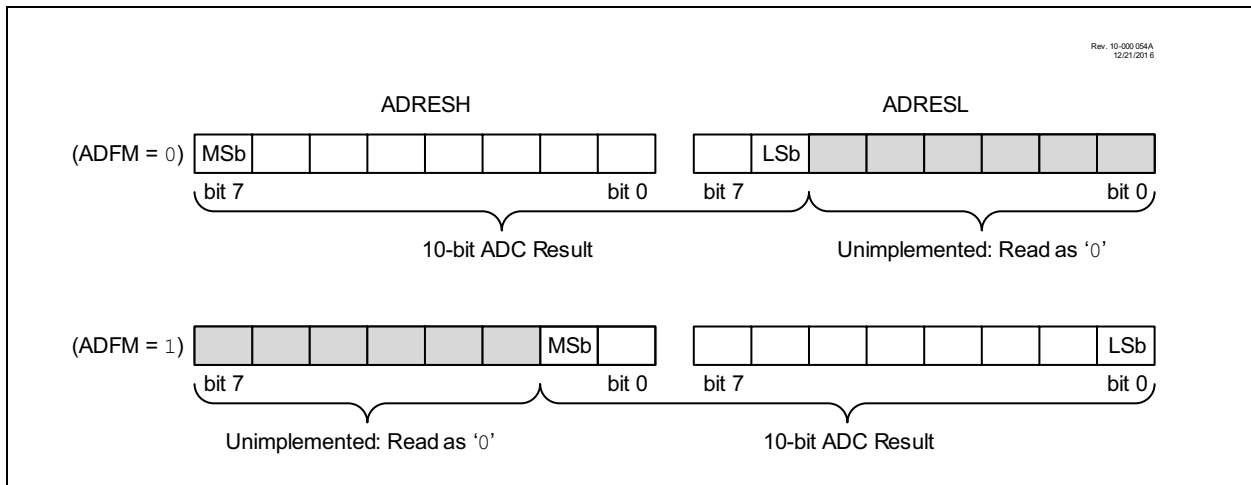 Rev. 10-000 054A
12/21/201 6
ADRESH ADRESL
(ADFM = 0) MSb LSb
bit 7 bit 0 bit 7 bit 0
10-bit ADC Result Unimplemented: Read as ‘0’
(ADFM = 1) MSb LSb
bit 7 bit 0 bit 7 bit 0
Unimplemented: Read as ‘0’ 10-bit ADC Result